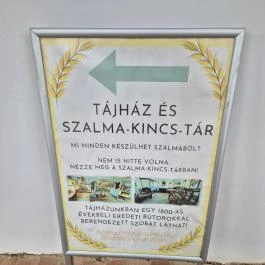 TÁJHÁZ ÉS
SZALMA-KINCS-TÁR
MI MINDEN KÉSZÜLHET SZALMÁBÓL?
NEM IS HITTE VOLNA,
NÉZZE MEG A SZALMA-KINCS-TÁRBAN!
TÁJHÁZUNKBAN EGY 1800-AS
ÉVEKBELI EREDETI BÚTOROKKAL
BERENDEZETT SZOBÁT LÁTHAT!